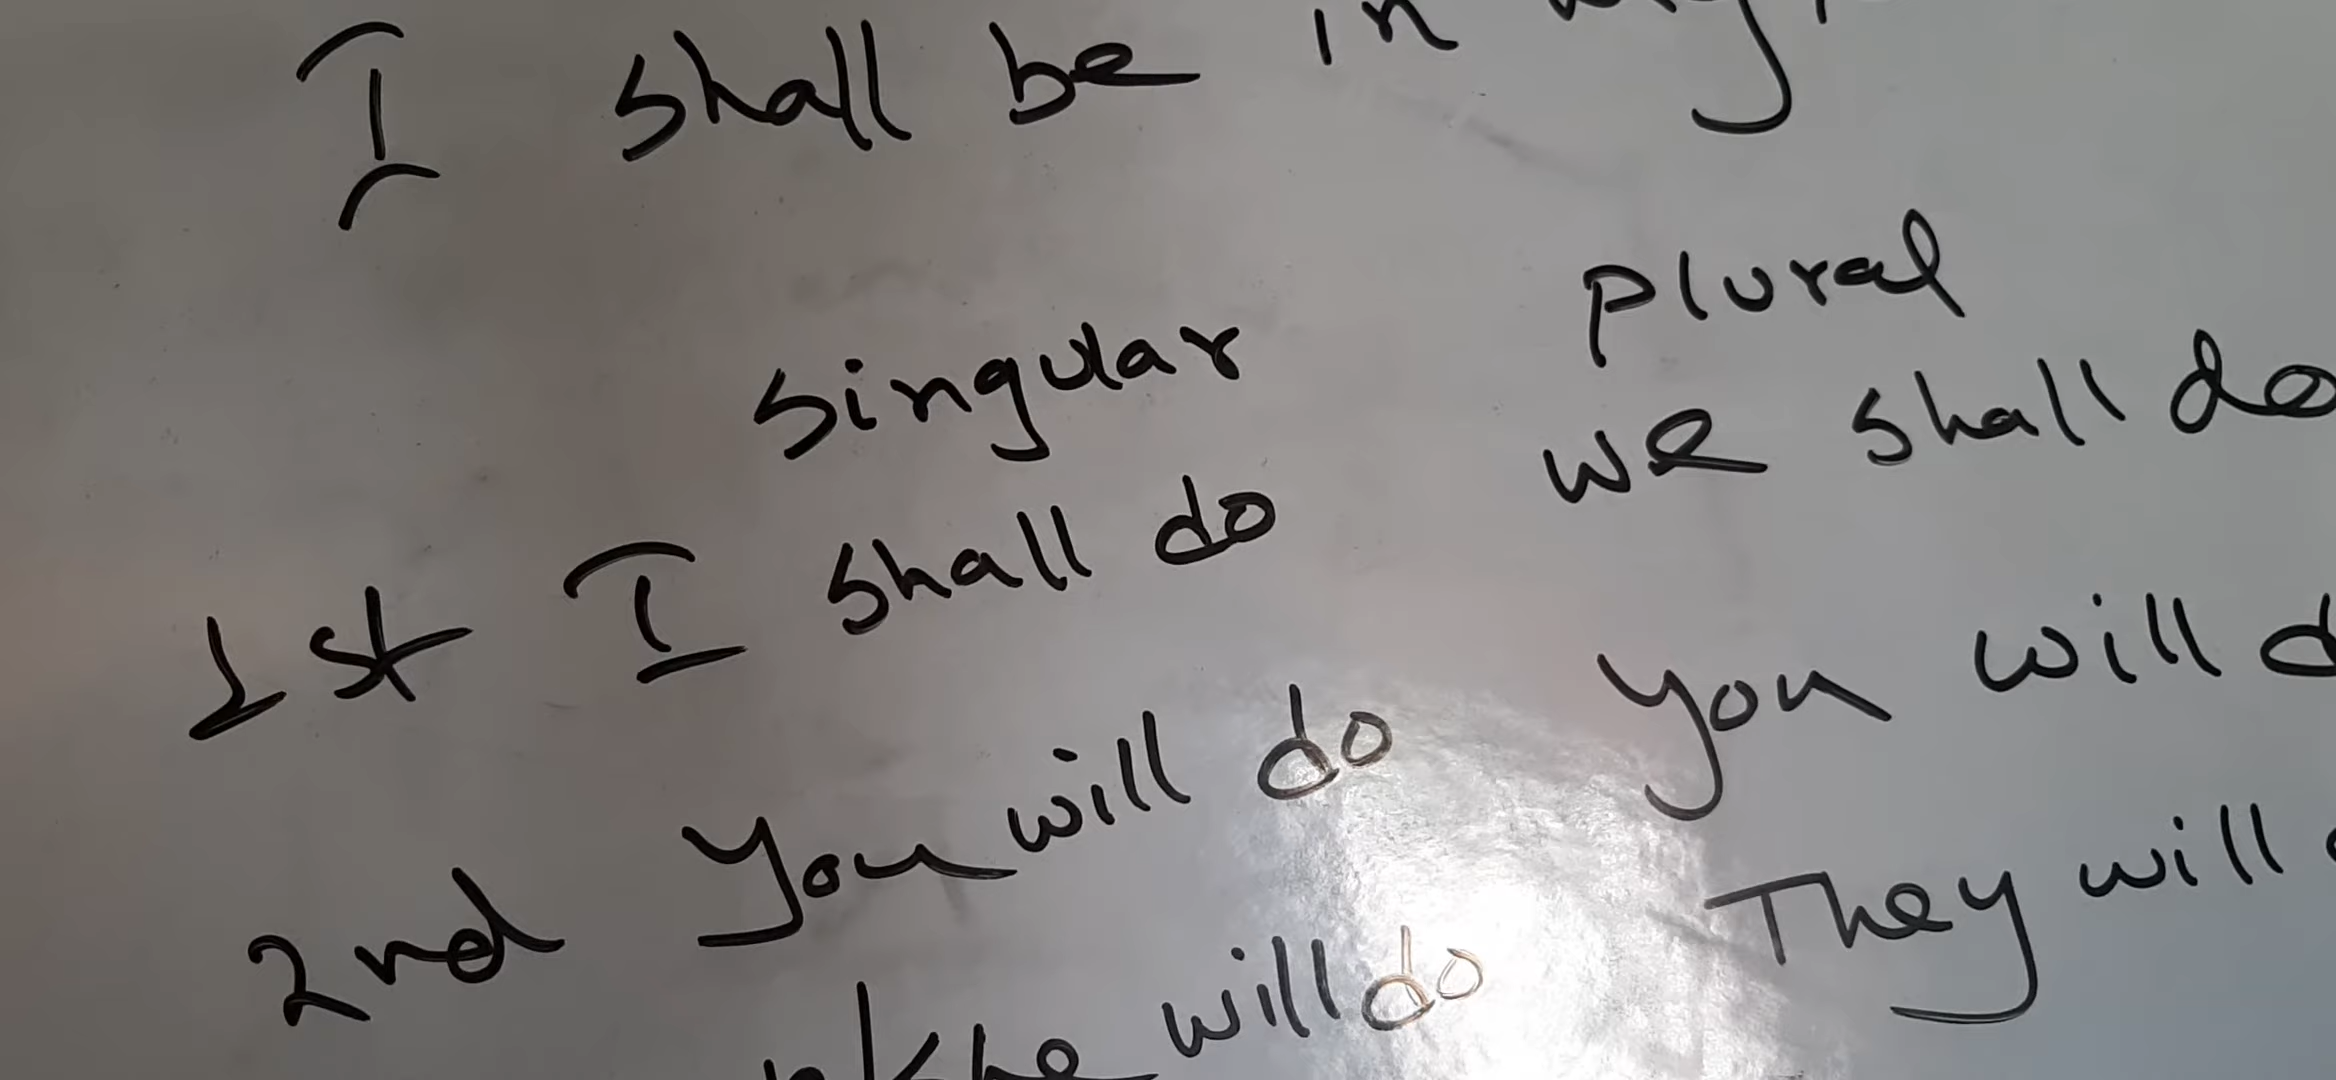 I shall be in
singular plural
1st I shall do we shall do
2nd You will do you will
will do They will